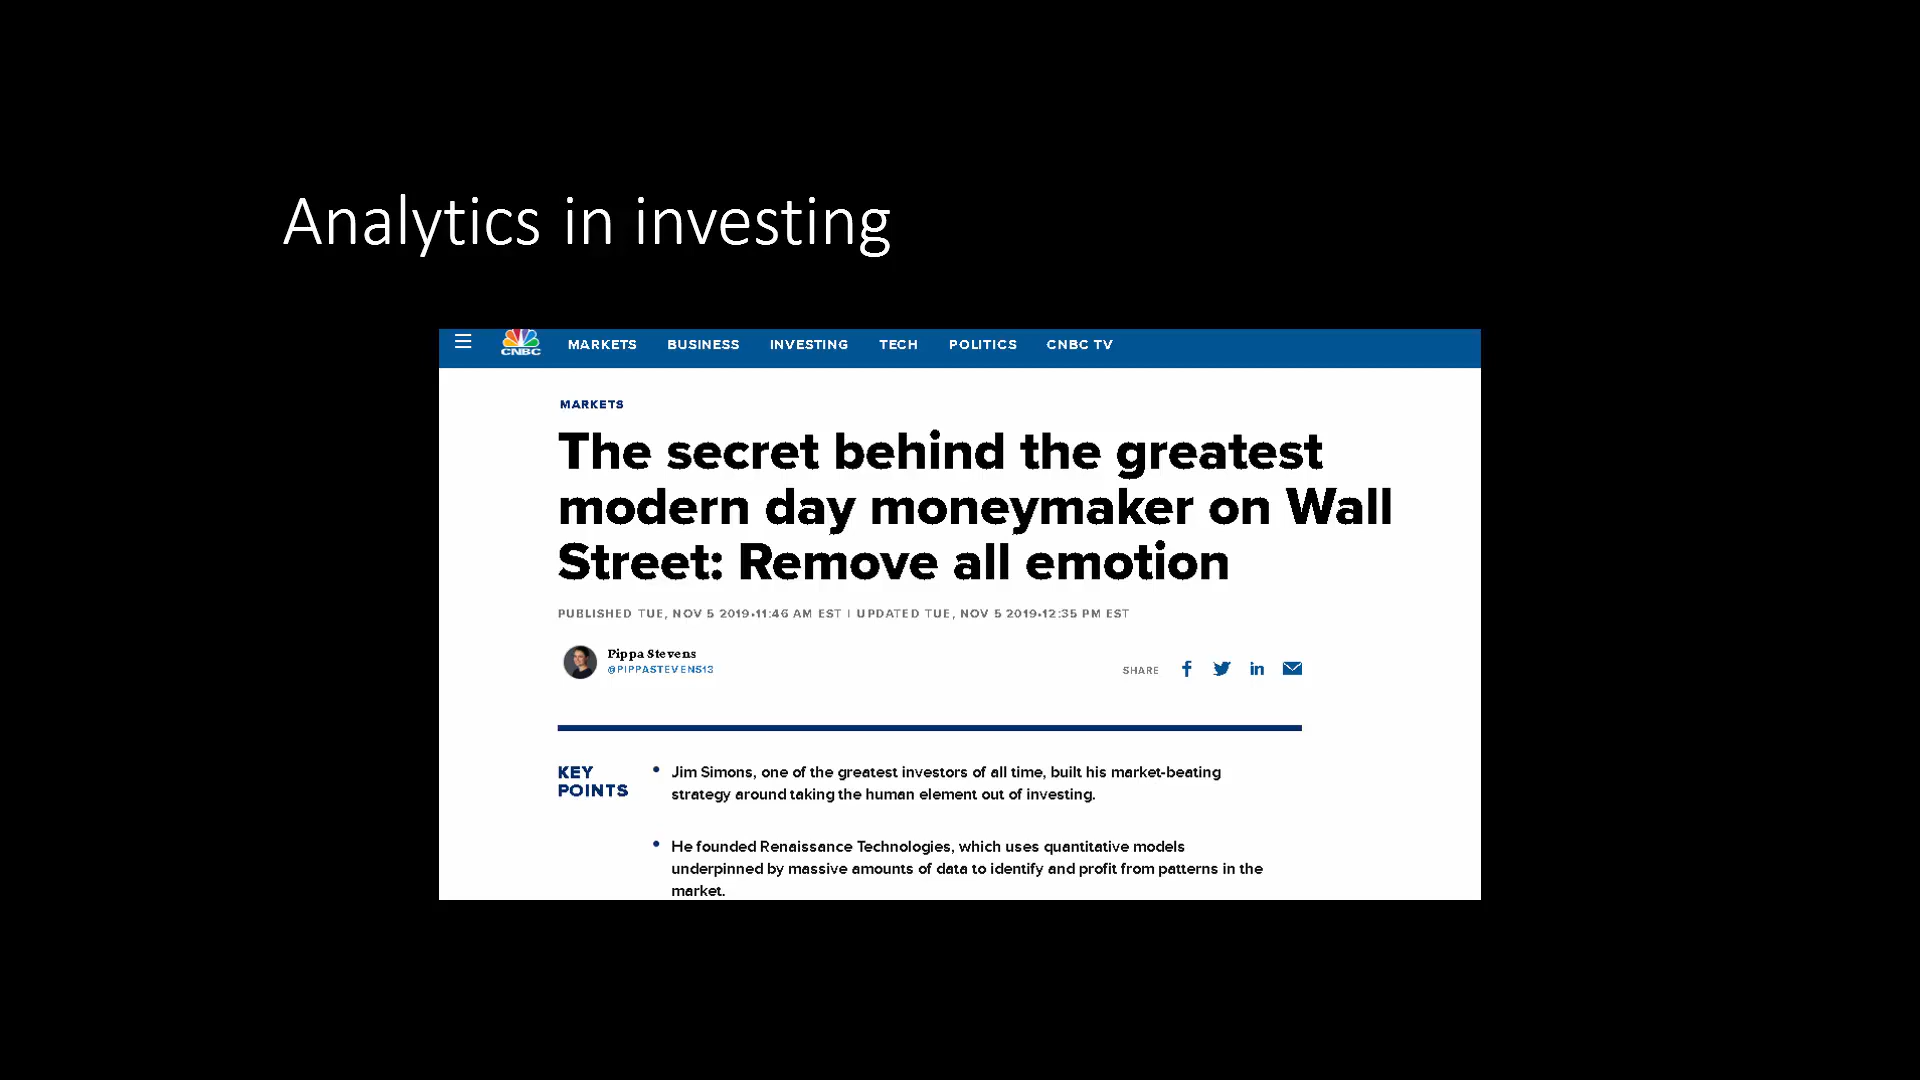 Analytics in investing
CNBC
MARKETS BUSINESS INVESTING TECH POLITICS CNBC TV
MARKETS
The secret behind the greatest
modern day moneymaker on Wall
Street: Remove all emotion
PUBLISHED TUE, NOV 5 2019•11:46 AM EST | UPDATED TUE, NOV 5 2019•12:35 PM EST
Pippa Stevens
@PIPPASTEVENS13
SHARE
KEY
POINTS
• Jim Simons, one of the greatest investors of all time, built his market-beating
strategy around taking the human element out of investing.
• He founded Renaissance Technologies, which uses quantitative models
underpinned by massive amounts of data to identify and profit from patterns in the
market.